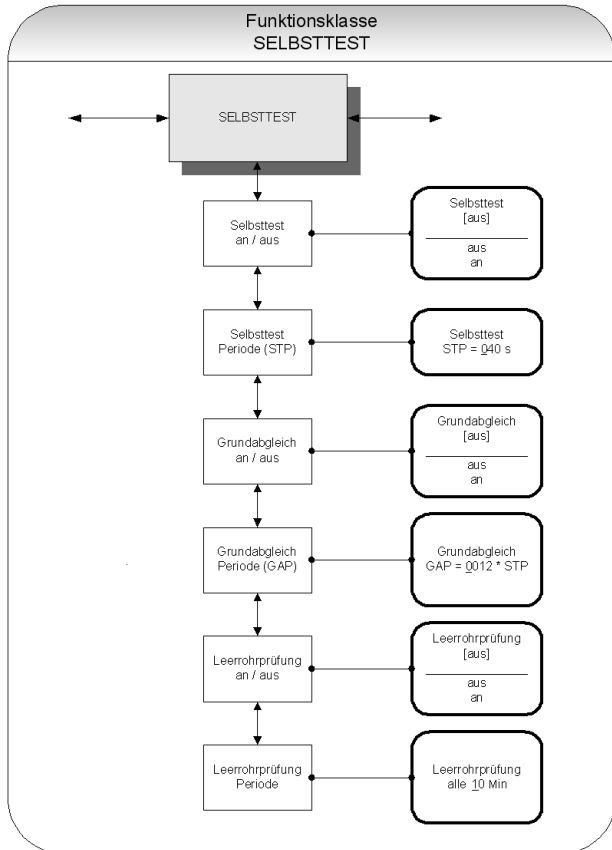 Funktionsklasse
SELBSTTEST
SELBSTTEST
Selbsttest
an / aus
Selbsttest
[aus]
aus
an
Selbsttest
Periode (STP)
Selbsttest
STP = 040 s
Grundabgleich
an / aus
Grundabgleich
[aus]
aus
an
Grundabgleich
Periode (GAP)
Grundabgleich
GAP = 0012 * STP
Leerrohrprüfung
an / aus
Leerrohrprüfung
[aus]
aus
an
Leerrohrprüfung
Periode
Leerrohrprüfung
alle 10 Min